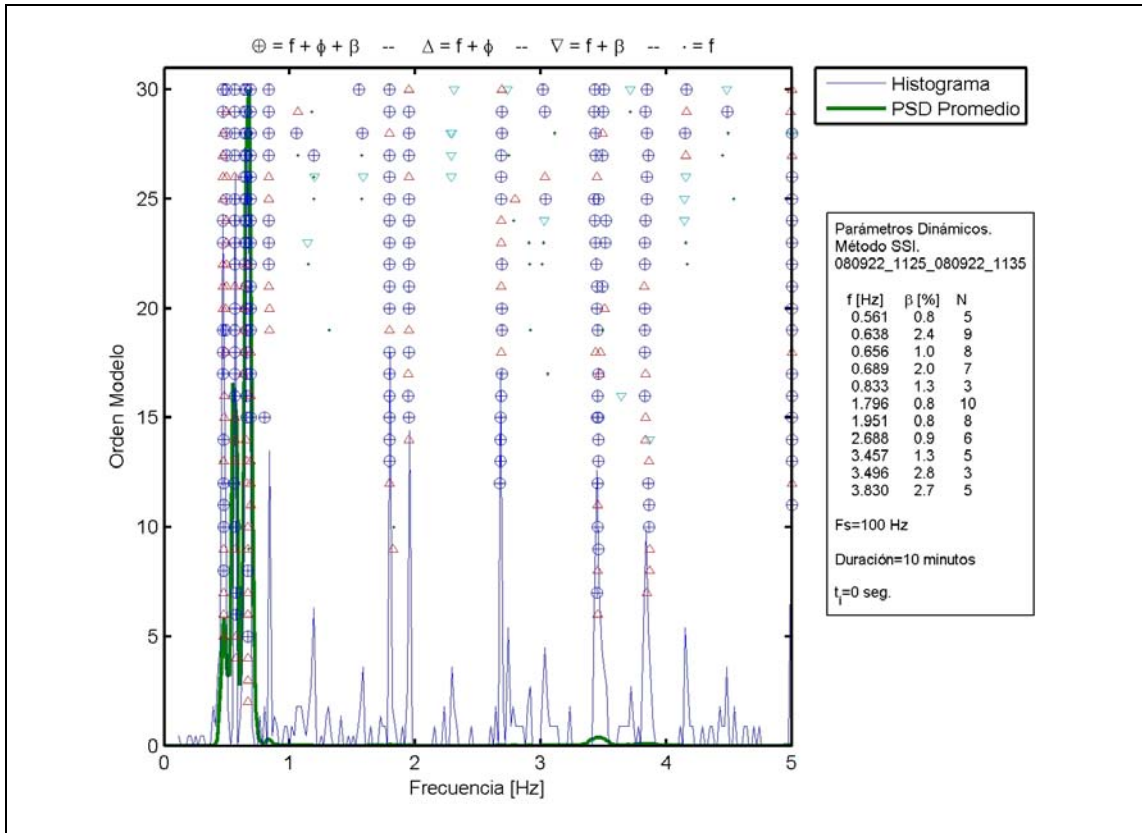 ⊕ = f + ϕ + β -- Δ = f + ϕ -- ∇ = f + β -- · = f
Histograma
PSD Promedio
30
25
20
15
10
5
0
Orden Modelo
0 1 2 3 4 5
Frecuencia [Hz]
Parámetros Dinámicos.
Método SSI.
080922_1125_080922_1135
f [Hz] β [%] N
0.561 0.8 5
0.638 2.4 9
0.656 1.0 8
0.689 2.0 7
0.833 1.3 3
1.796 0.8 10
1.951 0.8 8
2.688 0.9 6
3.457 1.3 5
3.496 2.8 3
3.830 2.7 5
Fs=100 Hz
Duración=10 minutos
t_i=0 seg.